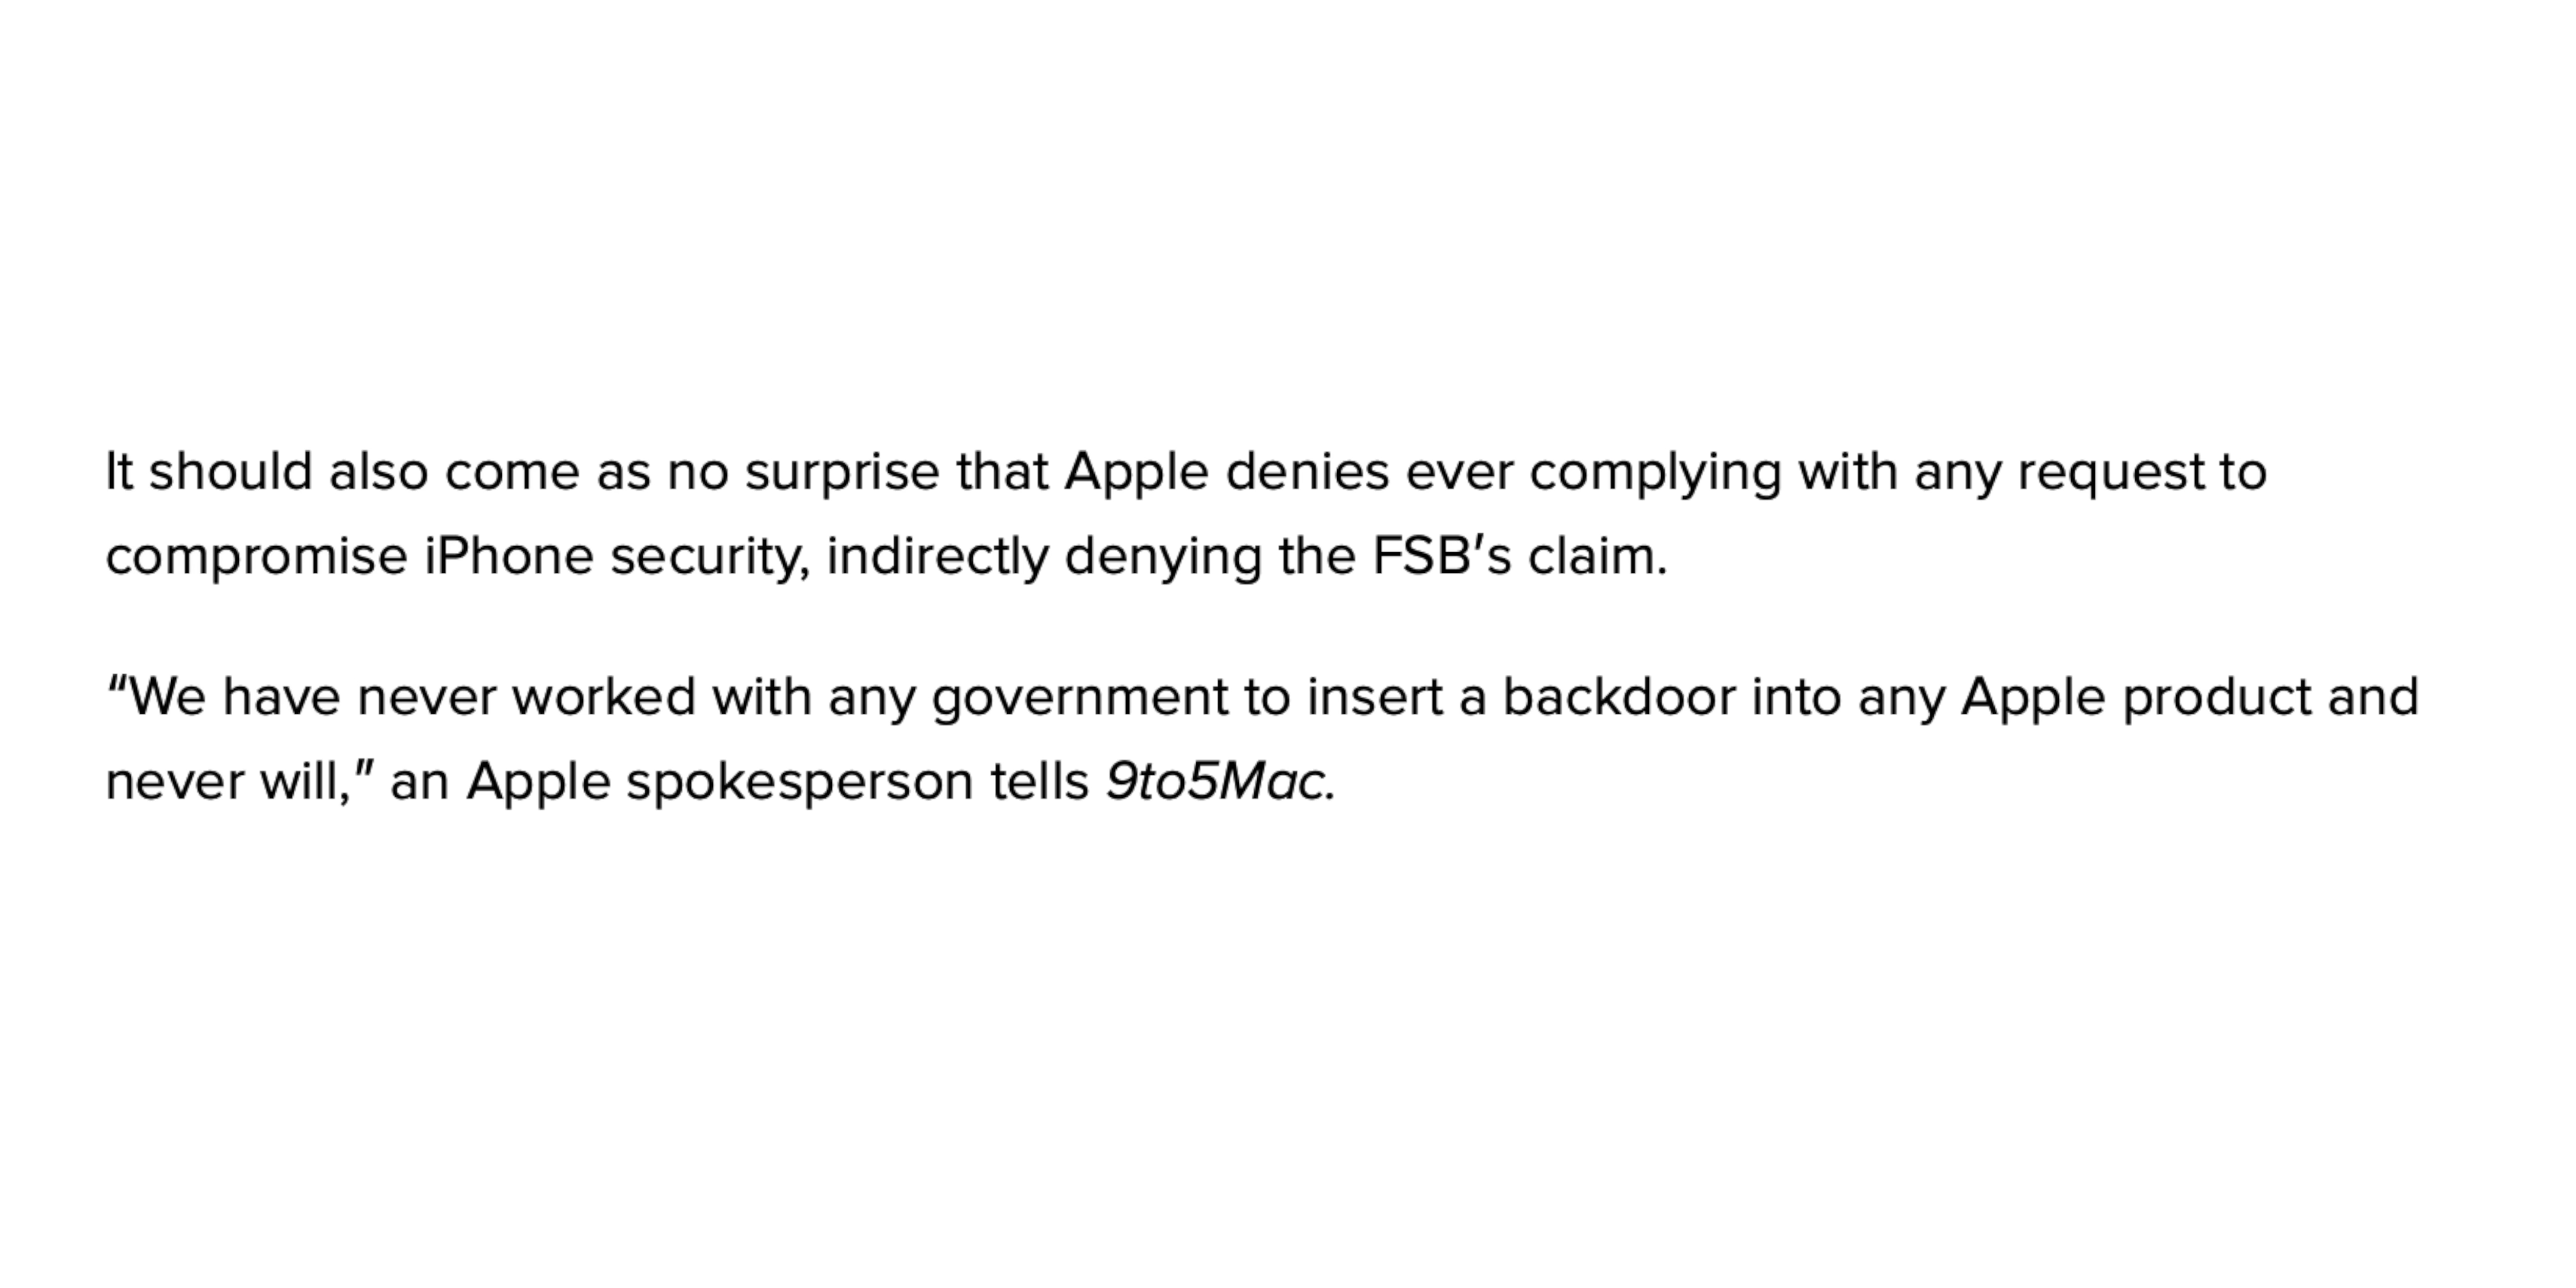 It should also come as no surprise that Apple denies ever complying with any request to
compromise iPhone security, indirectly denying the FSB's claim.
“We have never worked with any government to insert a backdoor into any Apple product and
never will,” an Apple spokesperson tells 9to5Mac.